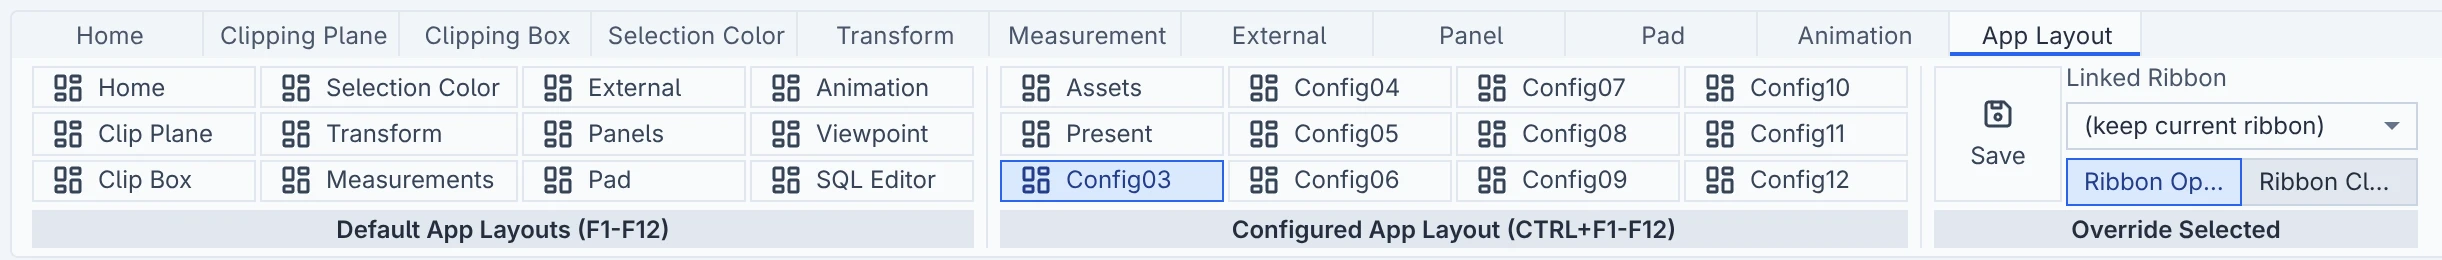 Home Clipping Plane Clipping Box Selection Color Transform Measurement External Panel Pad Animation App Layout
Home Selection Color External Animation Assets Config04 Config07 Config10 Linked Ribbon
Clip Plane Transform Panels Viewpoint Present Config05 Config08 Config11 Save (keep current ribbon)
Clip Box Measurements Pad SQL Editor Config03 Config06 Config09 Config12 Ribbon Op... Ribbon Cl...
Default App Layouts (F1-F12) Configured App Layout (CTRL+F1-F12) Override Selected